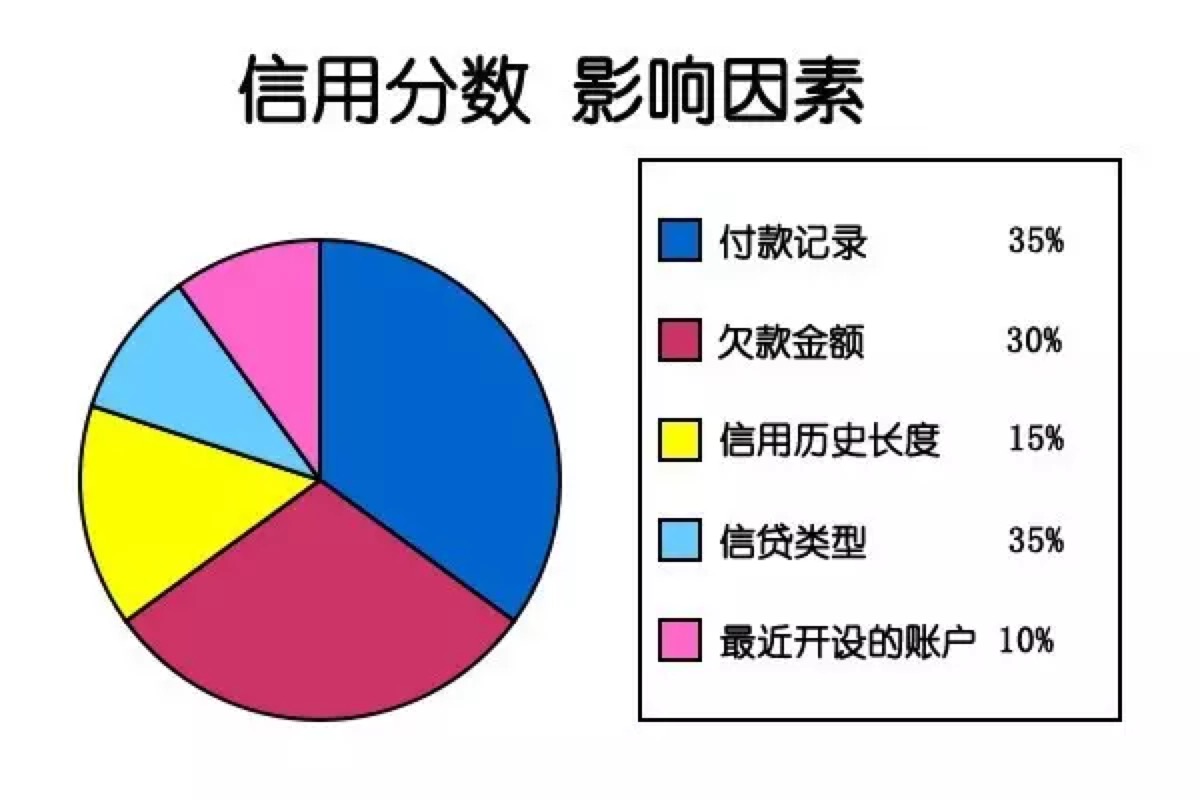 信用分数 影响因素
付款记录 35%
欠款金额 30%
信用历史长度 15%
信贷类型 35%
最近开设的账户 10%